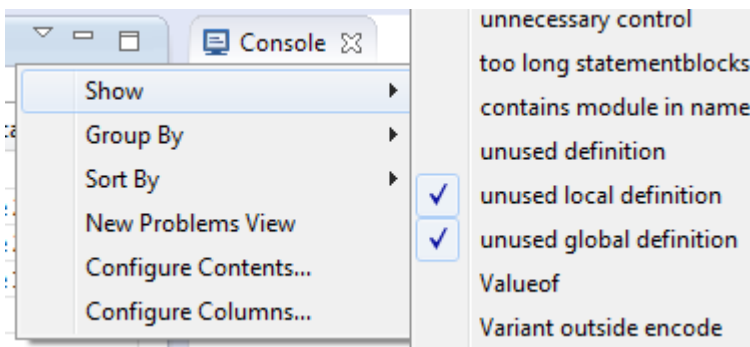 Console
Show
Group By
Sort By
New Problems View
Configure Contents...
Configure Columns...
unnecessary control
too long statementblocks
contains module in name
unused definition
unused local definition
unused global definition
Valueof
Variant outside encode